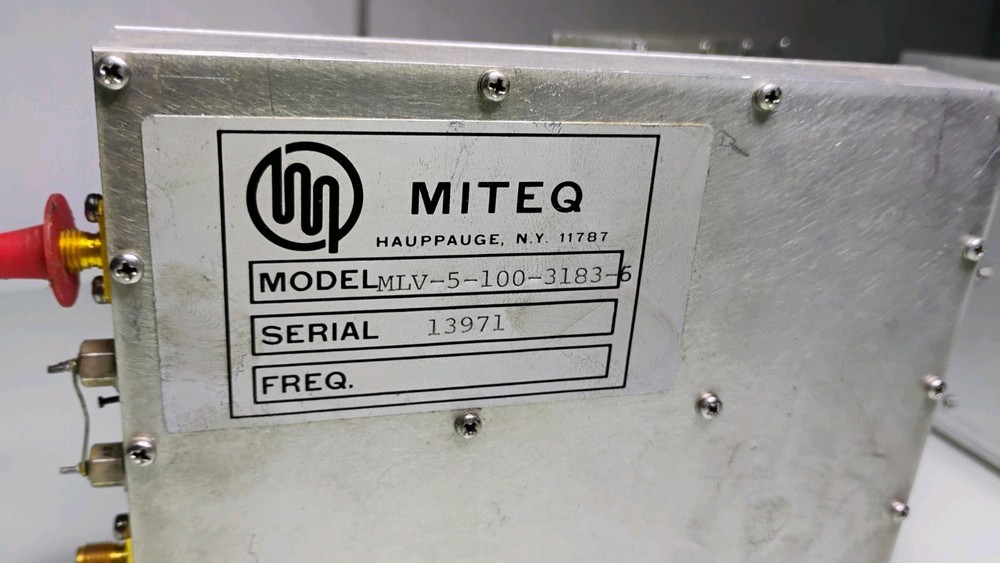 MITEQ
HAUPPAUGE, N.Y. 11787
MODEL MLV-5-100-3183-6
SERIAL 13971
FREQ.